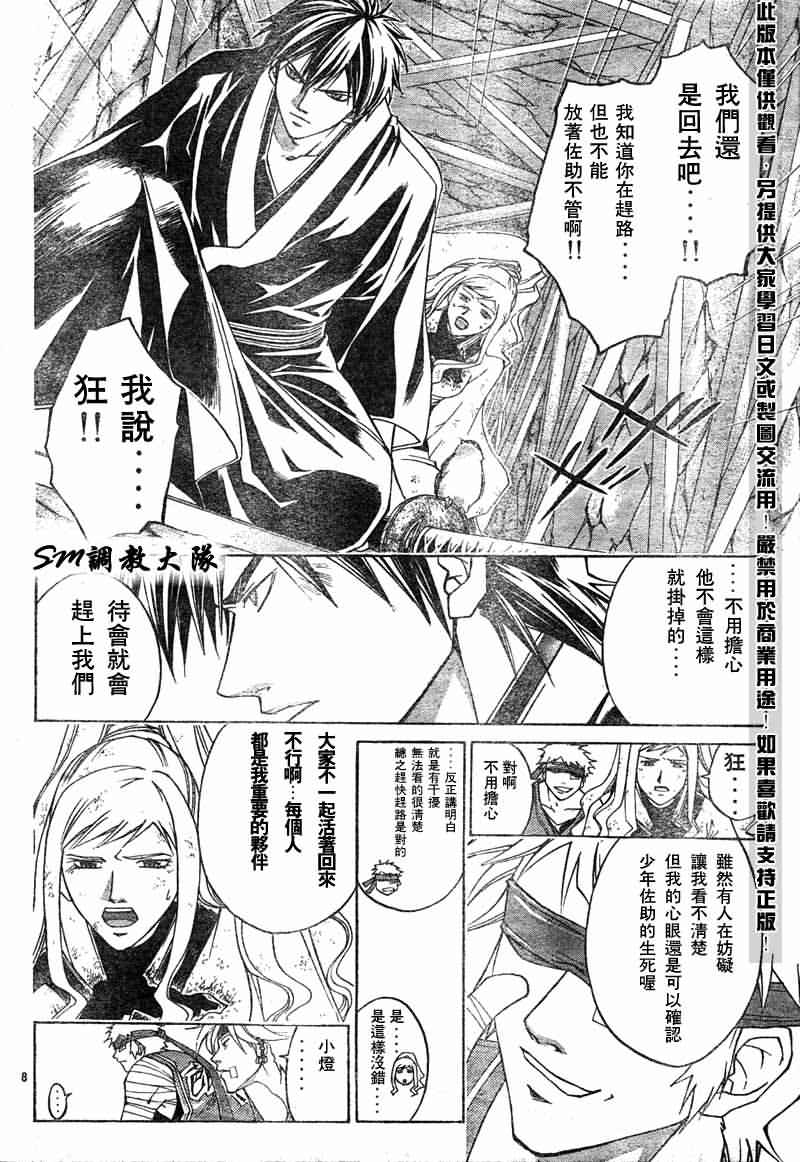 此版本僅供觀看，另提供大家學習日文或製圖交流用！嚴禁用於商業用途！如果喜歡請支持正版！
我們還
是回去吧．．．!!
我知道你在趕路．．．．
但也不能
放著佐助不管啊!!
我說．．．．
狂!!
SM調教大隊
．．．．不用擔心
他不會這樣
就掛掉的．．．．
待會就會
趕上我們
狂．．．
對啊
不用擔心
雖然有人在妨礙
讓我看不清楚
但我的心眼還是可以確認
少年佐助的生死喔
．．．．反正講明白
就是有干擾
無法看的很清楚
總之趕快趕路是對的
大家不一起活著回來
不行啊…每個人
都是我重要的夥伴
是．．．．
是這樣沒錯．．．．
小燈
．．．．
．．．
8